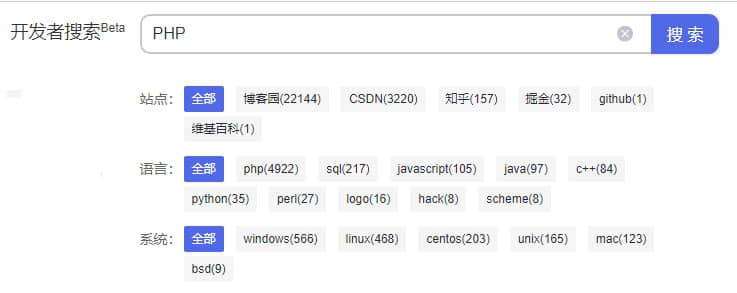 开发者搜索Beta PHP 搜 索
站点: 全部 博客园(22144) CSDN(3220) 知乎(157) 掘金(32) github(1)
维基百科(1)
语言: 全部 php(4922) sql(217) javascript(105) java(97) c++(84)
python(35) perl(27) logo(16) hack(8) scheme(8)
系统: 全部 windows(566) linux(468) centos(203) unix(165) mac(123)
bsd(9)